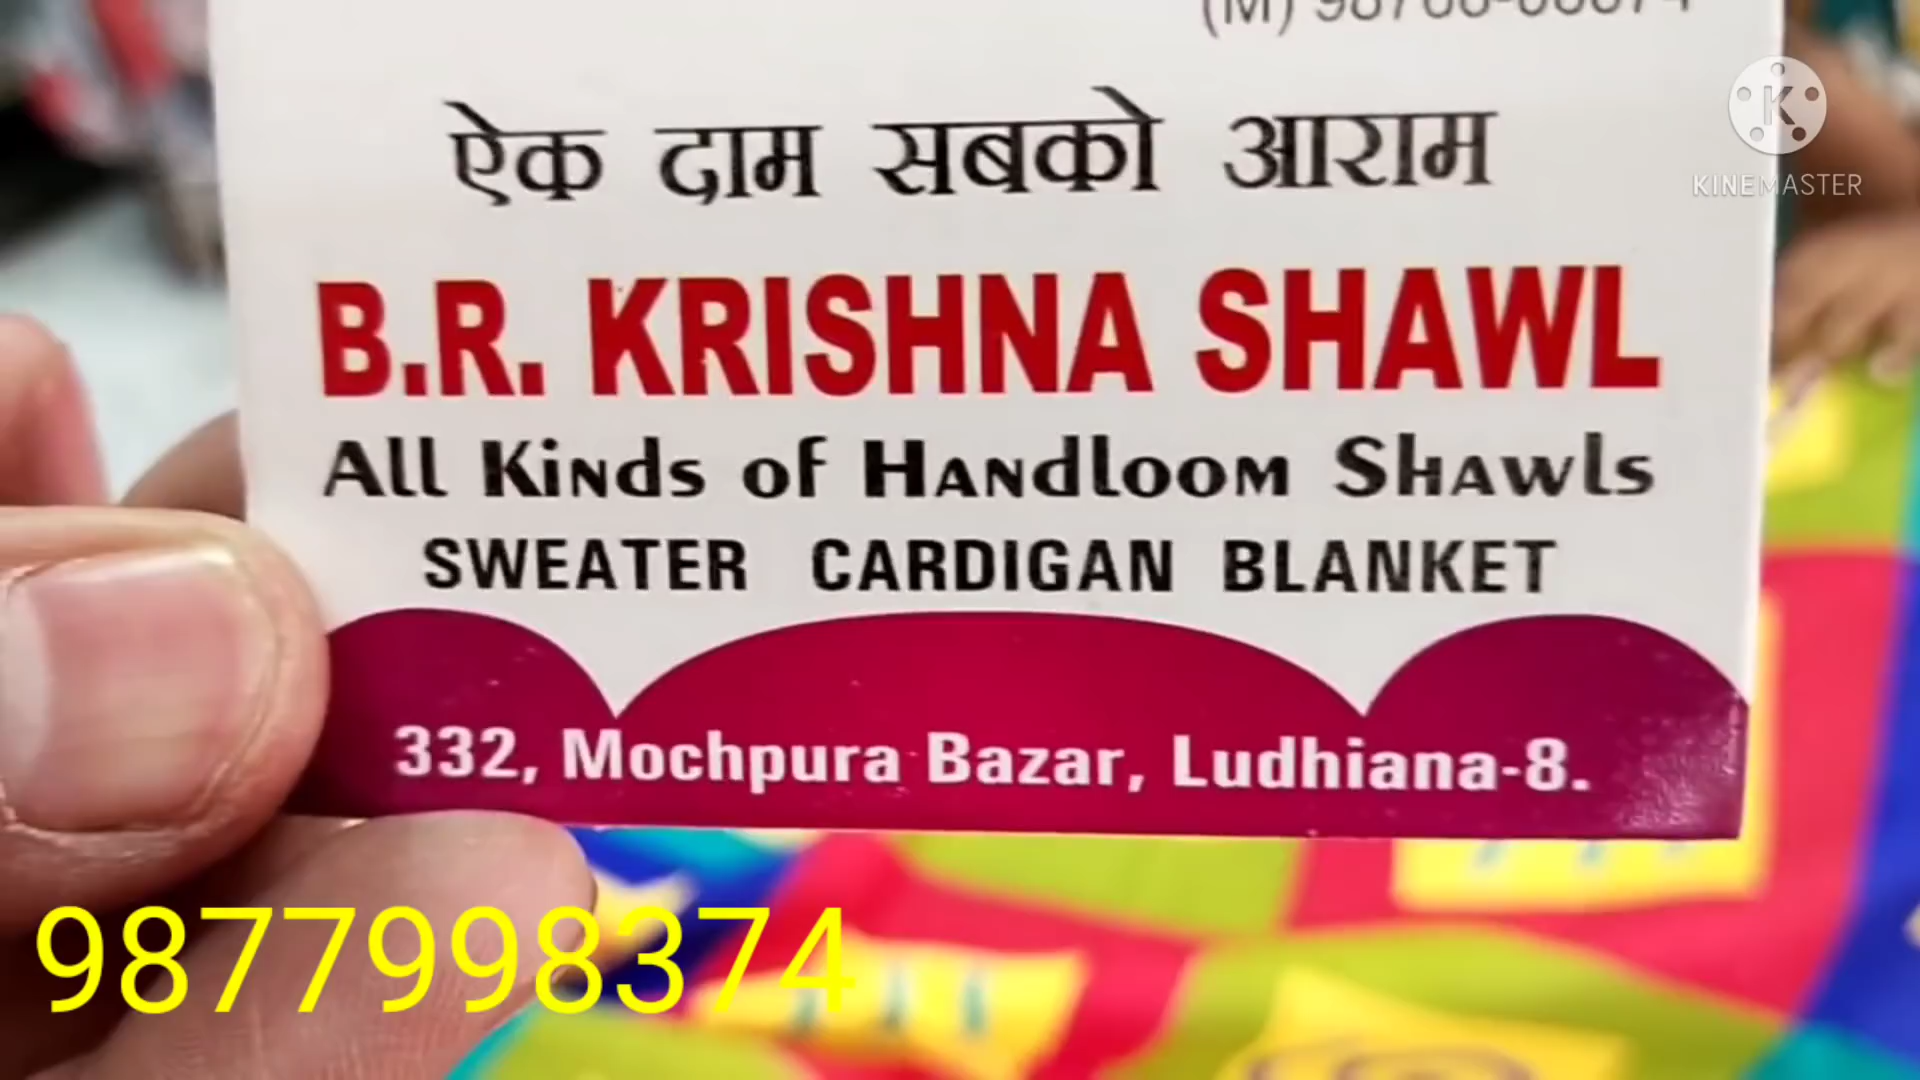 (M)
ऐक दाम सबको आराम
B.R. KRISHNA SHAWL
All Kinds of Handloom Shawls
SWEATER CARDIGAN BLANKET
332, Mochpura Bazar, Ludhiana-8.
9877998374
K
KINEMASTER